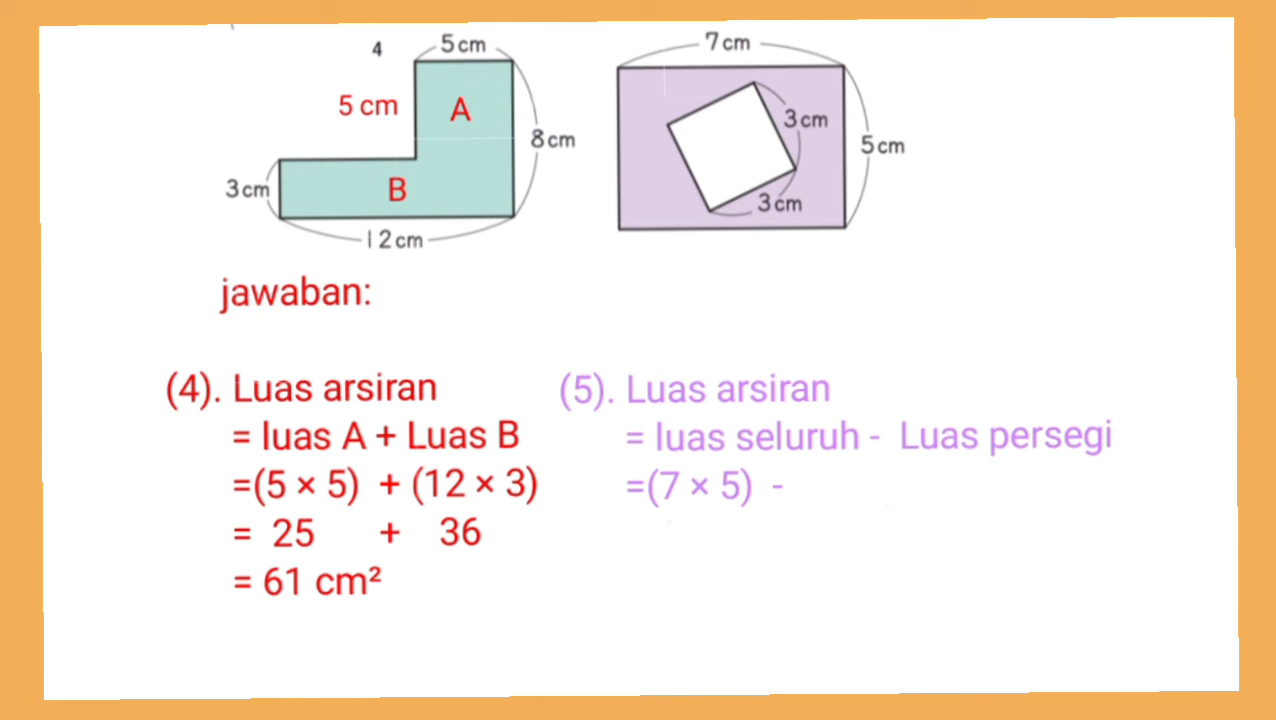 4
5 cm
7 cm
5 cm
A
3 cm
8 cm
5 cm
3 cm
B
3 cm
12 cm
jawaban:
(4). Luas arsiran
= luas A + Luas B
=(5 × 5) + (12 × 3)
= 25 + 36
= 61 cm²
(5). Luas arsiran
= luas seluruh - Luas persegi
=(7 × 5) -